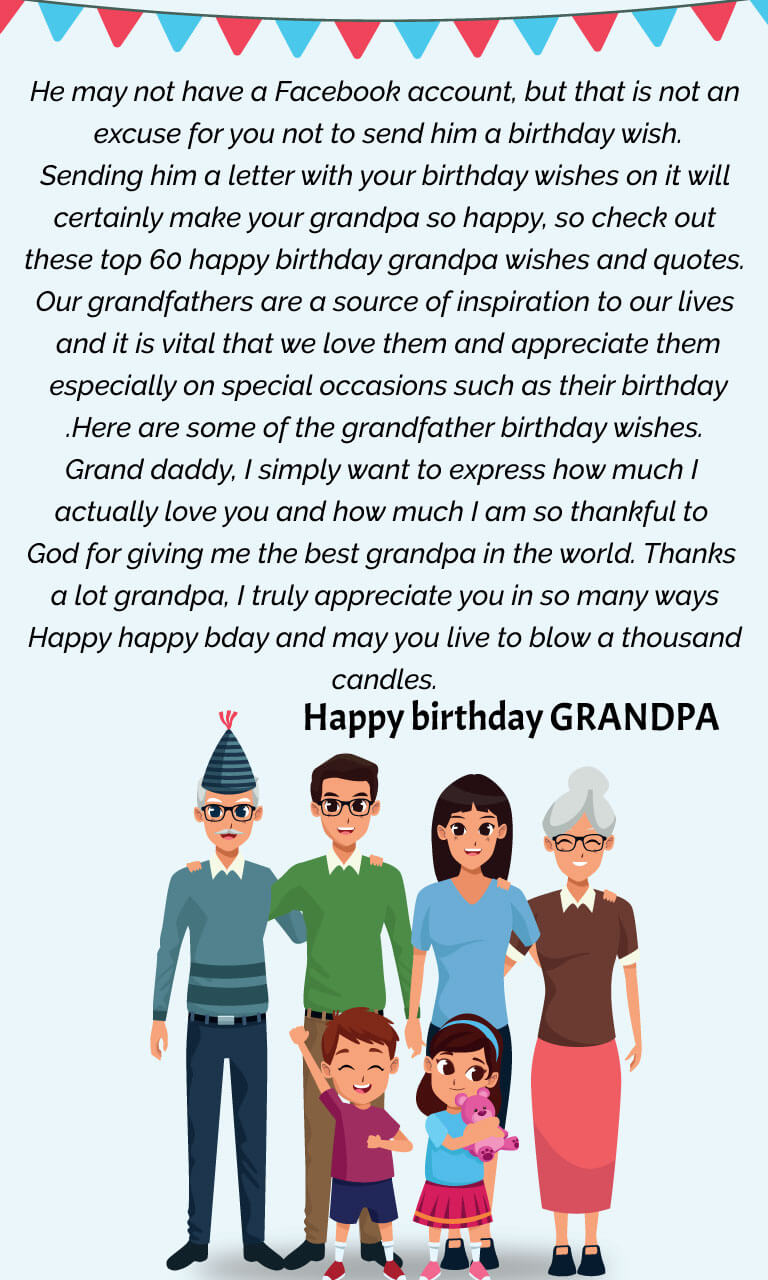 He may not have a Facebook account, but that is not an
excuse for you not to send him a birthday wish.
Sending him a letter with your birthday wishes on it will
certainly make your grandpa so happy, so check out
these top 60 happy birthday grandpa wishes and quotes.
Our grandfathers are a source of inspiration to our lives
and it is vital that we love them and appreciate them
especially on special occasions such as their birthday
.Here are some of the grandfather birthday wishes.
Grand daddy, I simply want to express how much I
actually love you and how much I am so thankful to
God for giving me the best grandpa in the world. Thanks
a lot grandpa, I truly appreciate you in so many ways
Happy happy bday and may you live to blow a thousand
candles.
Happy birthday GRANDPA